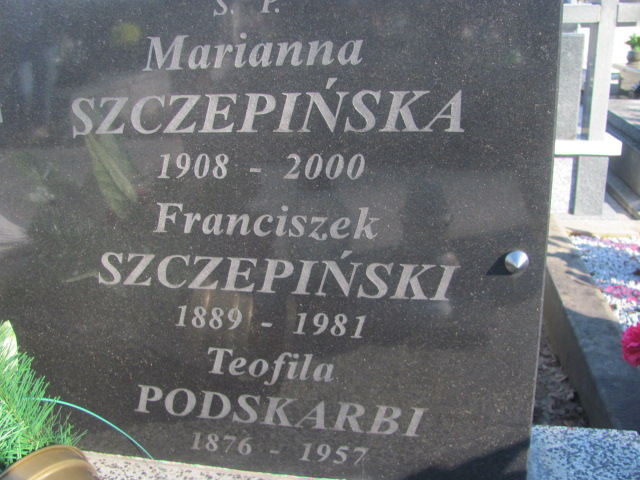 Ś. P.
Marianna
SZCZEPIŃSKA
1908 - 2000
Franciszek
SZCZEPIŃSKI
1889 - 1981
Teofila
PODSKARBI
1876 - 1957